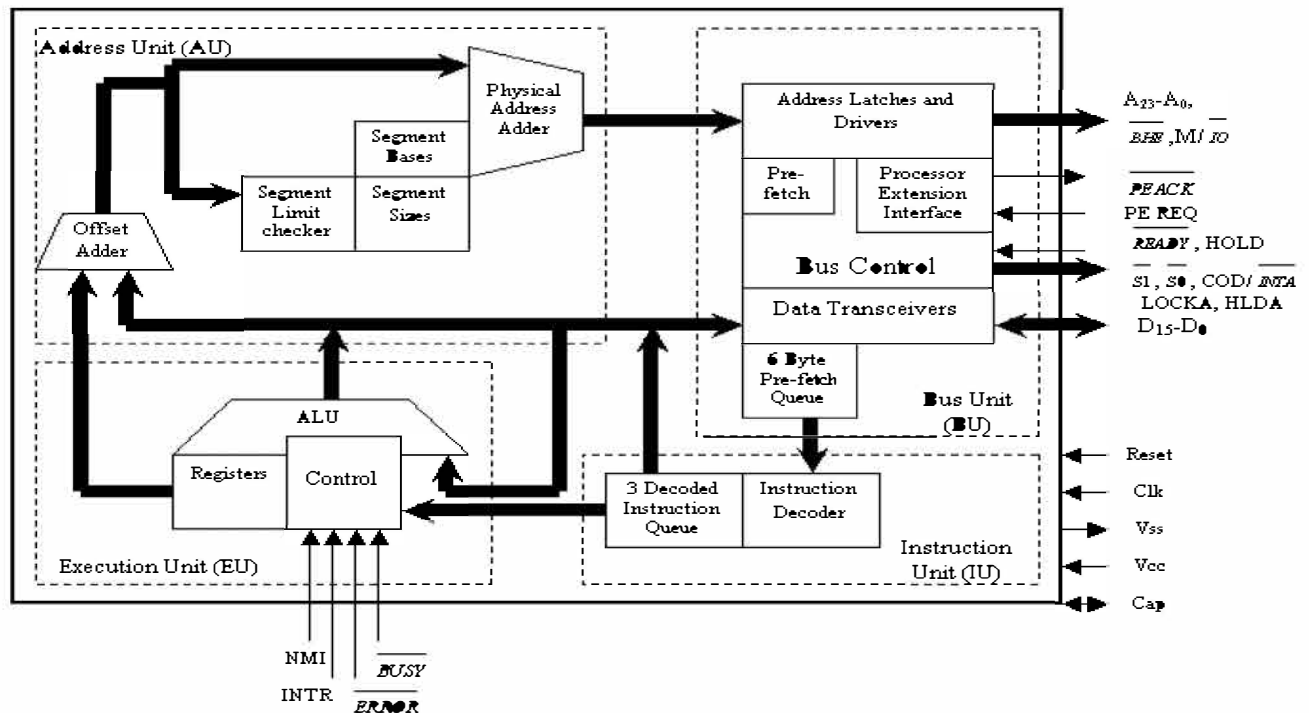 Address Unit (AU)
Physical
Address
Adder
Segment
Bases
Segment
Limit
checker
Segment
Sizes
Offset
Adder
Address Latches and
Drivers
Pre-
fetch
Processor
Extension
Interface
Bus Control
Data Transceivers
6 Byte
Pre-fetch
Queue
Bus Unit
(BU)
A23-A0,
BHE ,M/ IO
PEACK
PE REQ
READY , HOLD
S1, S0, COD/ INTA
LOCKA, HLDA
D15-D0
ALU
Registers
Control
Execution Unit (EU)
3 Decoded
Instruction
Queue
Instruction
Decoder
Instruction
Unit (IU)
Reset
Clk
Vss
Vcc
Cap
NMI
BUSY
INTR
ERROR